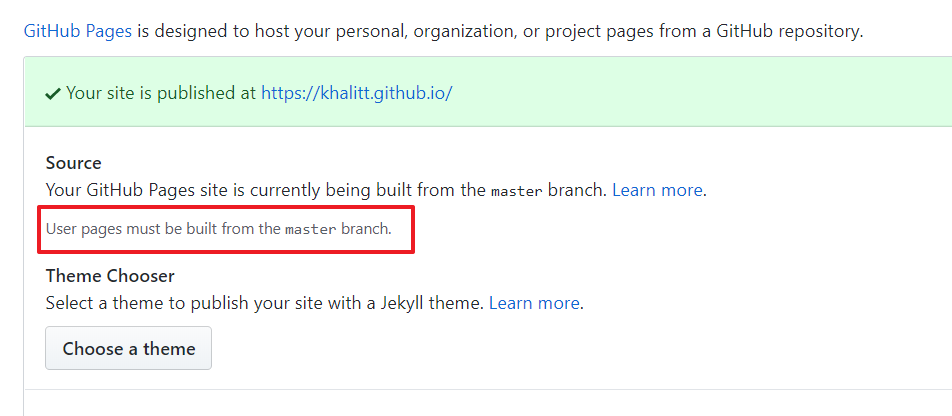 GitHub Pages is designed to host your personal, organization, or project pages from a GitHub repository.
Your site is published at https://khalitt.github.io/
Source
Your GitHub Pages site is currently being built from the master branch. Learn more.
User pages must be built from the master branch.
Theme Chooser
Select a theme to publish your site with a Jekyll theme. Learn more.
Choose a theme